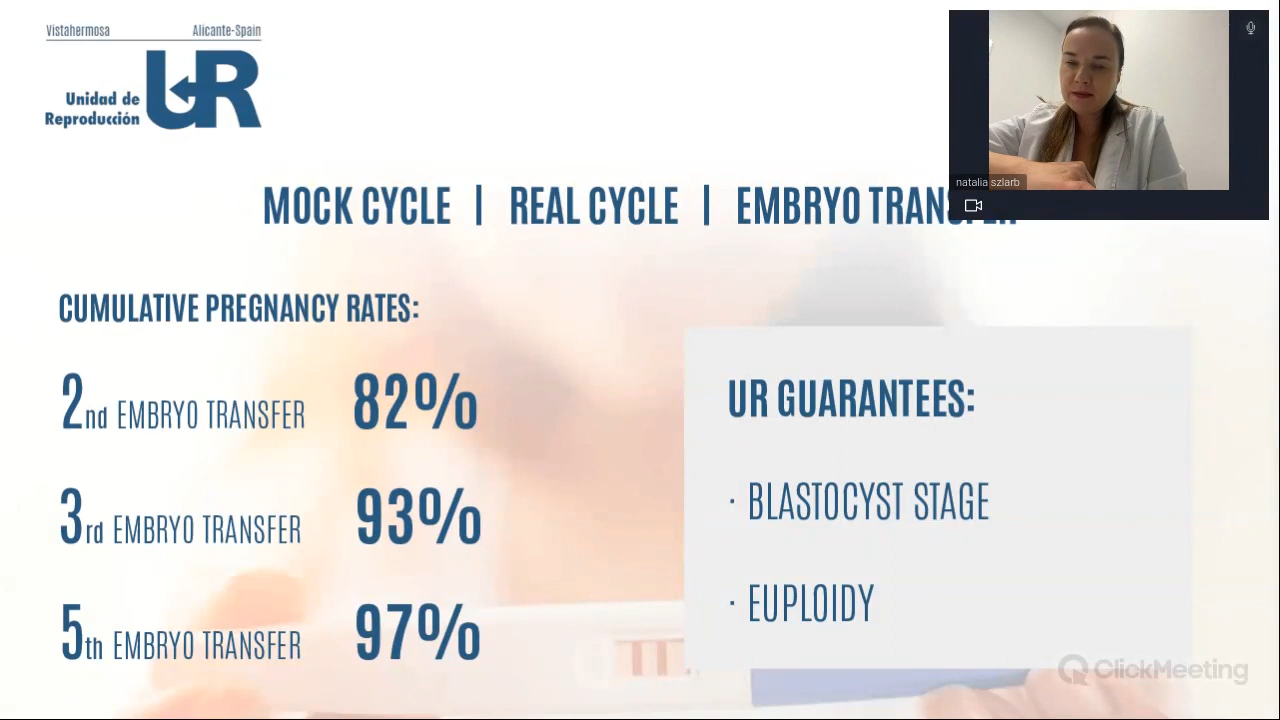 Vistahermosa Alicante-Spain
UR
Unidad de
Reproducción
natalia szlarb
MOCK CYCLE | REAL CYCLE | EMBRYO TRANSFER
CUMULATIVE PREGNANCY RATES:
2nd EMBRYO TRANSFER 82%
3rd EMBRYO TRANSFER 93%
5th EMBRYO TRANSFER 97%
UR GUARANTEES:
· BLASTOCYST STAGE
· EUPLOIDY
ClickMeeting